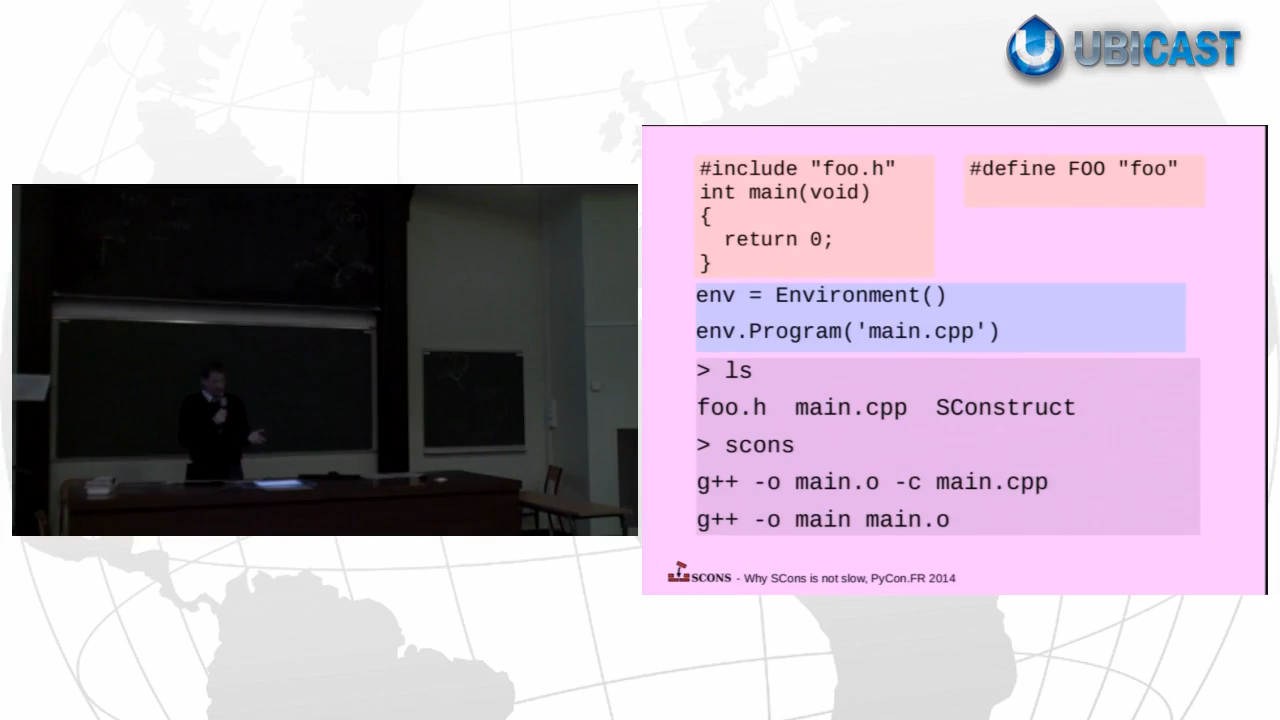 UBICAST
#include "foo.h"
int main(void)
{
  return 0;
}
#define FOO "foo"
env = Environment()
env.Program('main.cpp')
> ls
foo.h  main.cpp  SConstruct
> scons
g++ -o main.o -c main.cpp
g++ -o main main.o
SCONS - Why SCons is not slow, PyCon.FR 2014